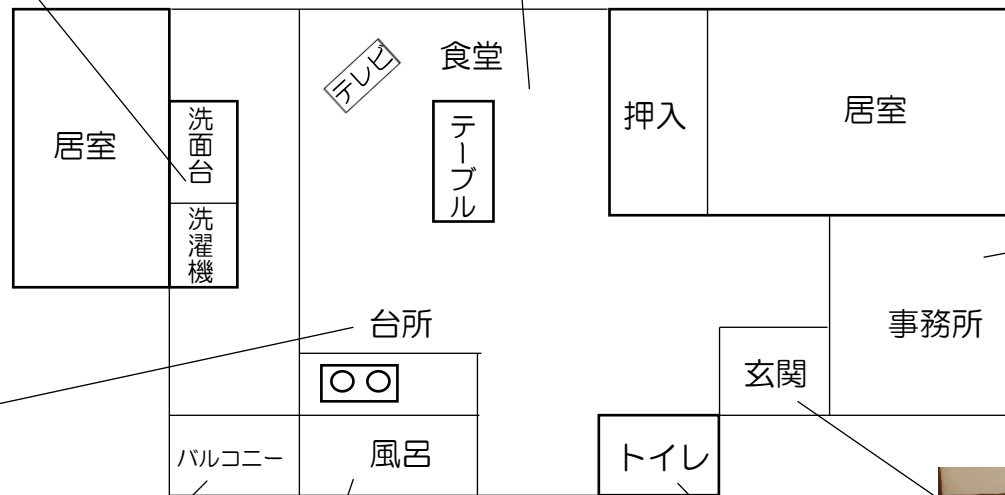 テレビ
食堂
居室
洗面台
洗濯機
テーブル
押入
居室
台所
事務所
玄関
バルコニー
風呂
トイレ